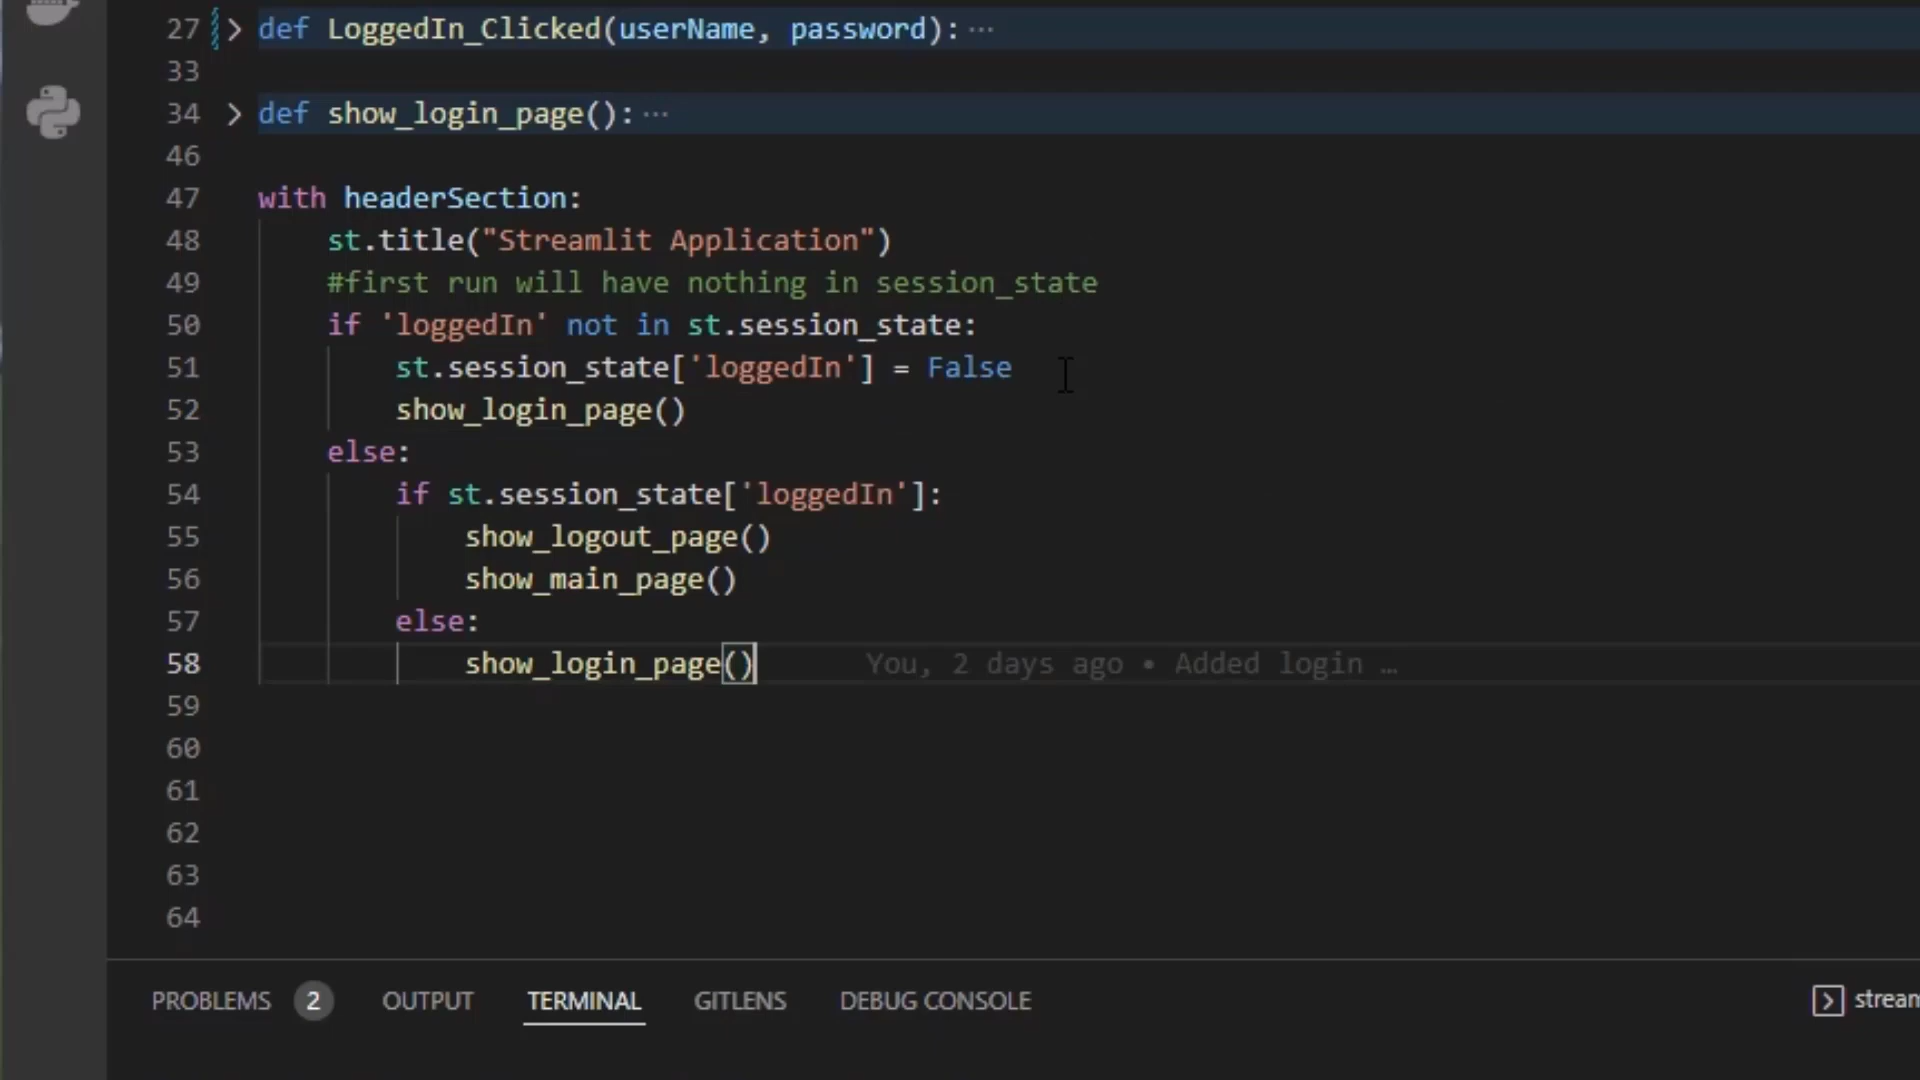 27 def LoggedIn_Clicked(userName, password): ···
33
34 def show_login_page(): ···
46
47 with headerSection:
48     st.title("Streamlit Application")
49     #first run will have nothing in session_state
50     if 'loggedIn' not in st.session_state:
51         st.session_state['loggedIn'] = False
52         show_login_page()
53     else:
54         if st.session_state['loggedIn']:
55             show_logout_page()
56             show_main_page()
57         else:
58             show_login_page() You, 2 days ago • Added login …
59
60
61
62
63
64
PROBLEMS 2 OUTPUT TERMINAL GITLENS DEBUG CONSOLE stream